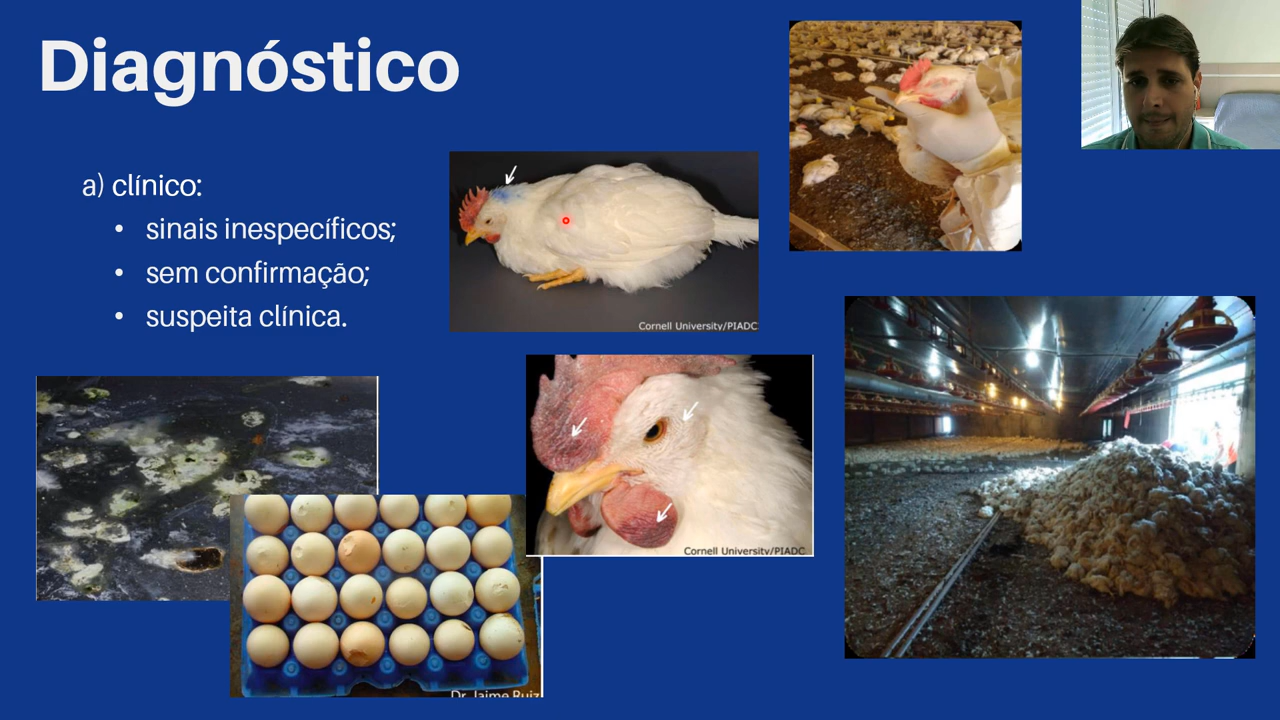 Diagnóstico
a) clínico:
• sinais inespecíficos;
• sem confirmação;
• suspeita clínica.
Cornell University/PIADC
Cornell University/PIADC
Dr. Jaime Ruiz